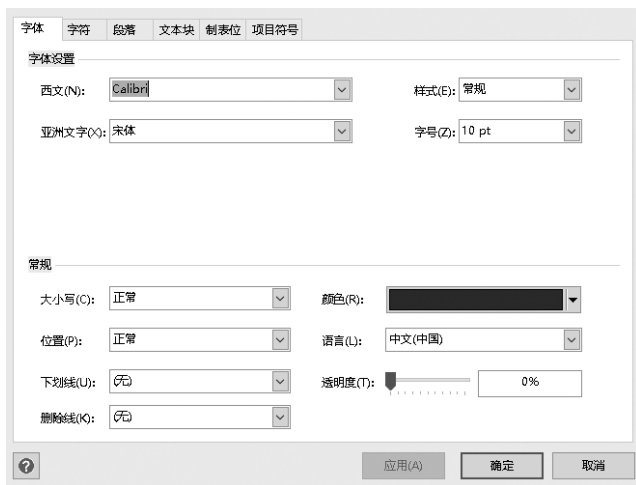 字体 字符 段落 文本块 制表位 项目符号
字体设置
西文(N): Calibri 样式(E): 常规
亚洲文字(X): 宋体 字号(Z): 10 pt
常规
大小写(C): 正常 颜色(R):
位置(P): 正常 语言(L): 中文(中国)
下划线(U): (无) 透明度(T): 0%
删除线(K): (无)
应用(A) 确定 取消